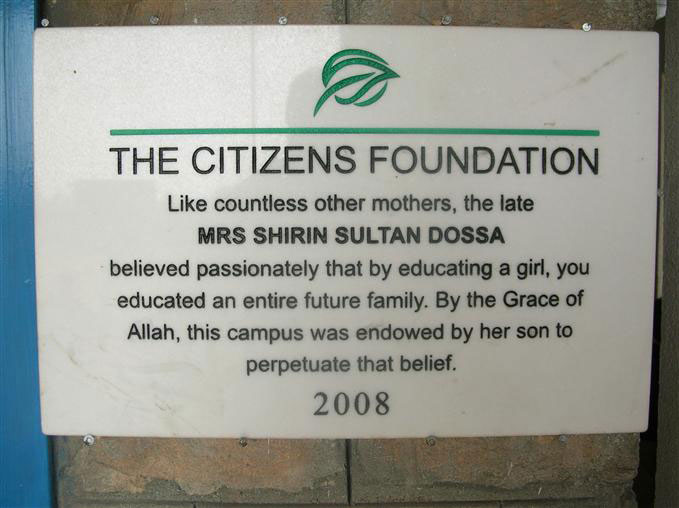 THE CITIZENS FOUNDATION
Like countless other mothers, the late
MRS SHIRIN SULTAN DOSSA
believed passionately that by educating a girl, you
educated an entire future family. By the Grace of
Allah, this campus was endowed by her son to
perpetuate that belief.
2008